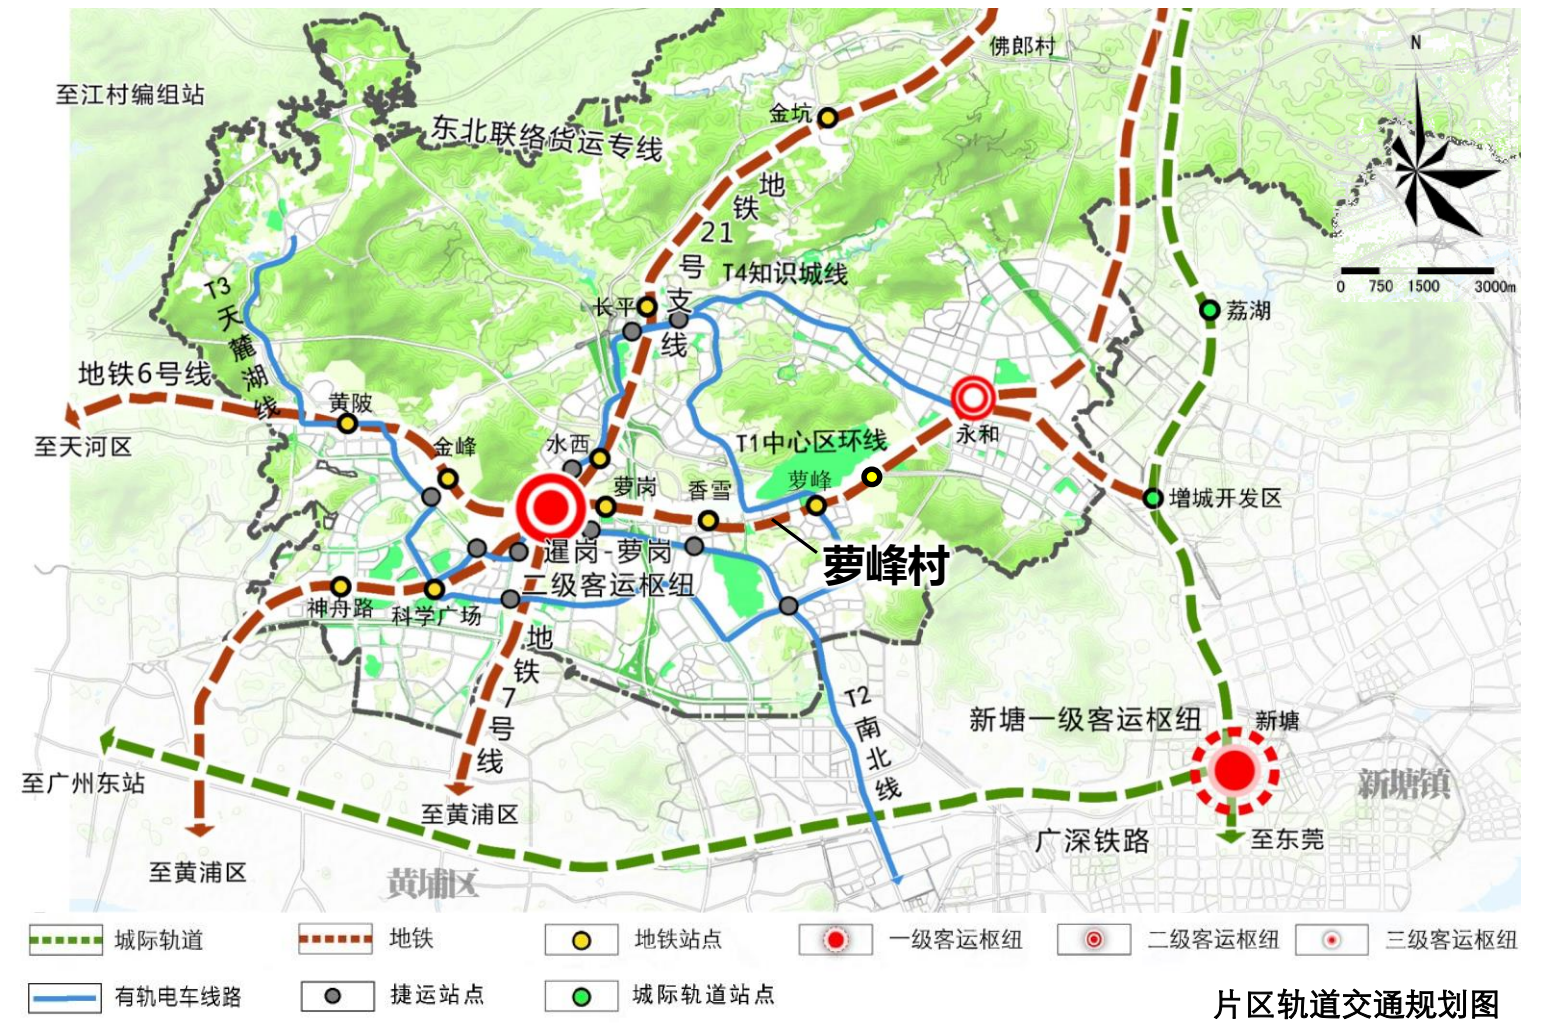 佛郎村
N
至江村编组站
金坑
东北联络货运专线
地铁21号支线
T4知识城线
0 750 1500 3000m
T3天麓湖线
长平
荔湖
地铁6号线
黄陂
至天河区
金峰
水西
T1中心区环线
永和
萝岗
香雪
萝峰
增城开发区
暹岗-萝岗
二级客运枢纽
萝峰村
神舟路
科学广场
地铁7号线
T2南北线
新塘一级客运枢纽
新塘
至广州东站
新塘镇
至黄浦区
广深铁路
至东莞
至黄浦区
黄埔区
城际轨道
地铁
地铁站点
一级客运枢纽
二级客运枢纽
三级客运枢纽
有轨电车线路
捷运站点
城际轨道站点
片区轨道交通规划图